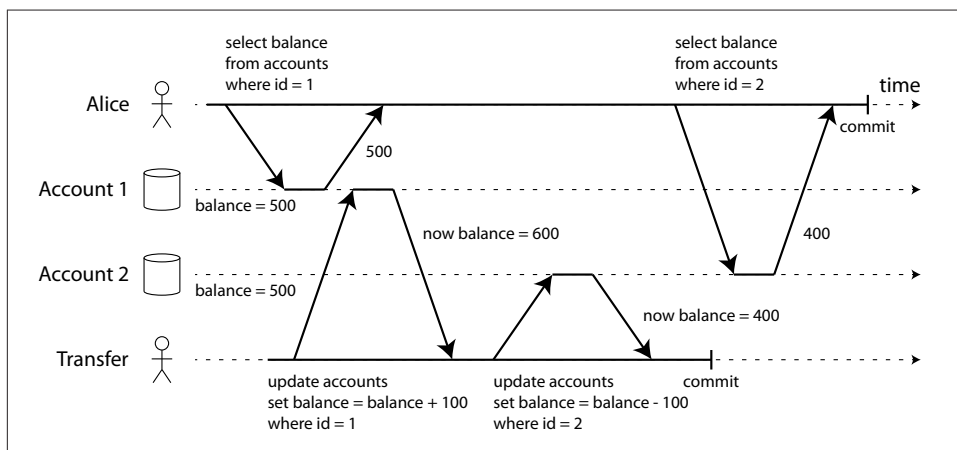 select balance
from accounts
where id = 1
select balance
from accounts
where id = 2
Alice
time
commit
500
Account 1
balance = 500
now balance = 600
400
Account 2
balance = 500
now balance = 400
Transfer
commit
update accounts
set balance = balance + 100
where id = 1
update accounts
set balance = balance - 100
where id = 2